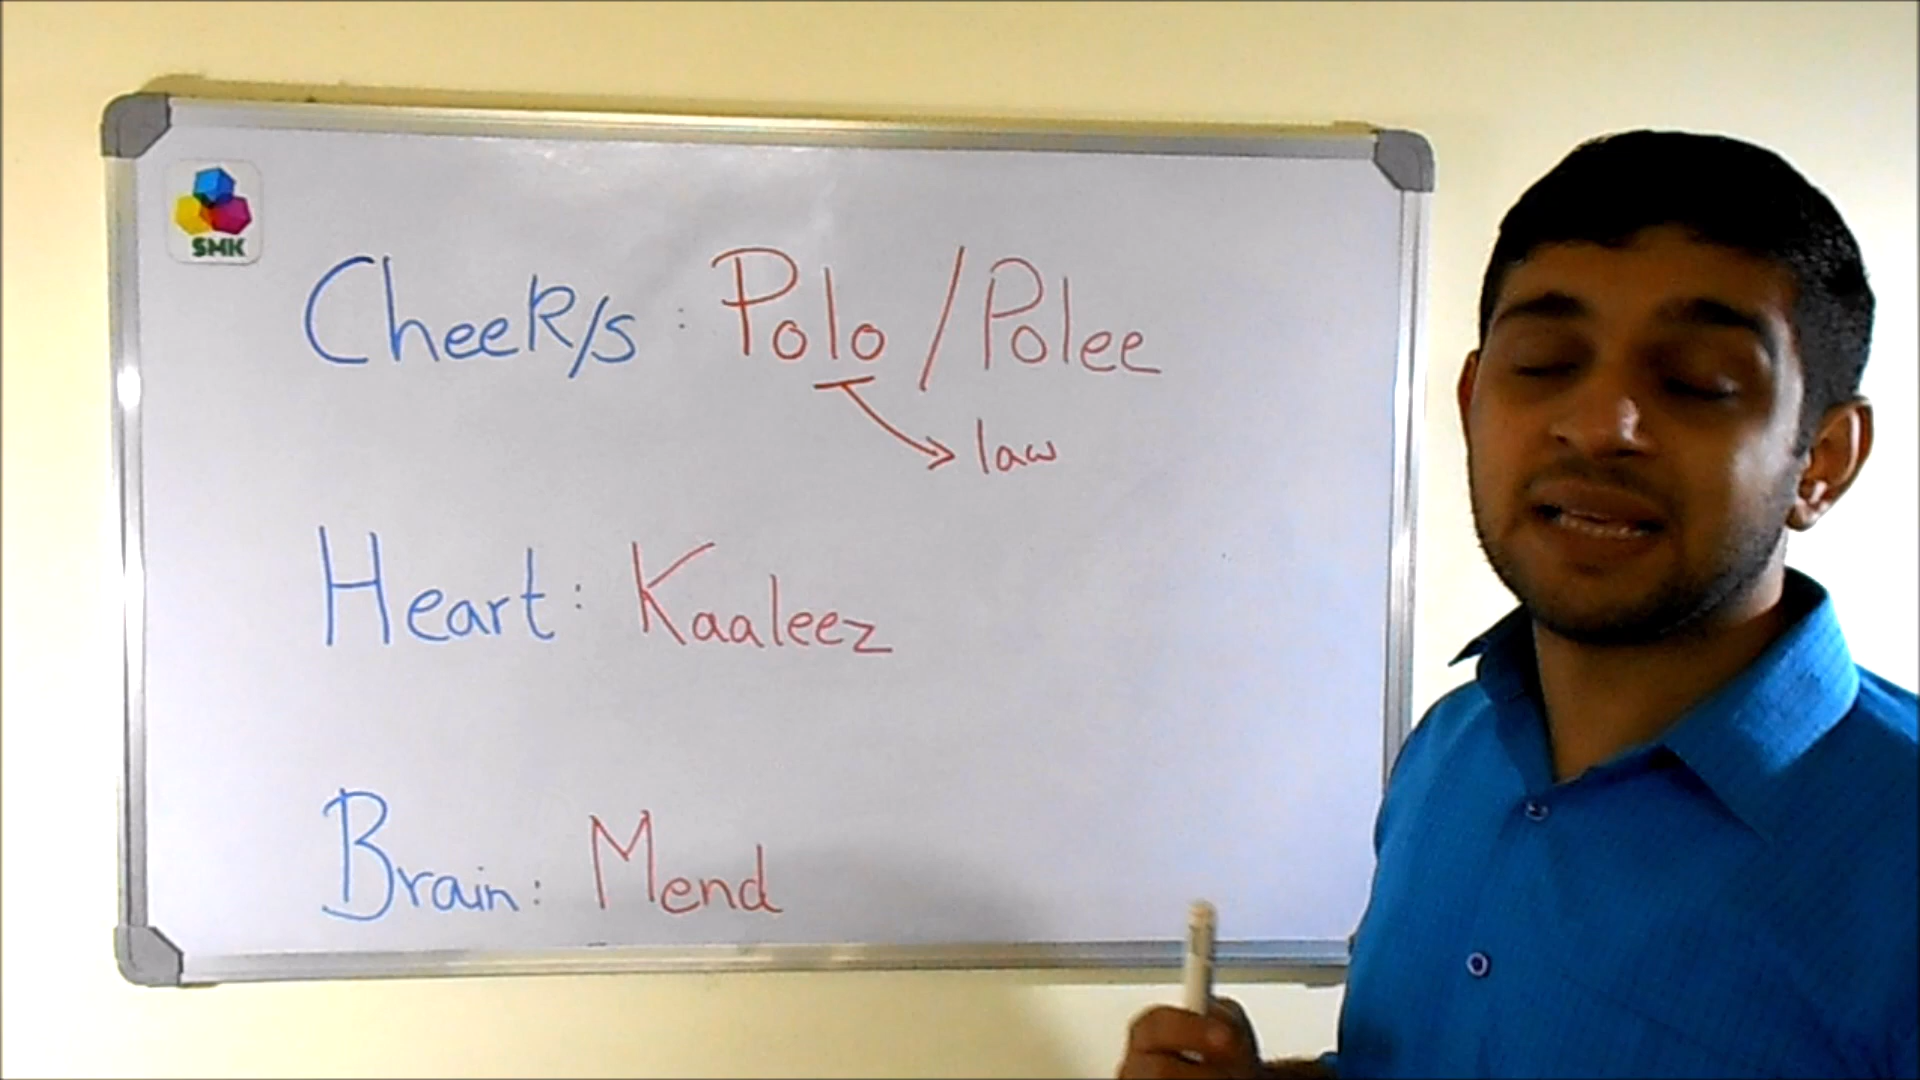 SMK
Cheek/s : Polo / Polee
law
Heart : Kaaleez
Brain : Mend